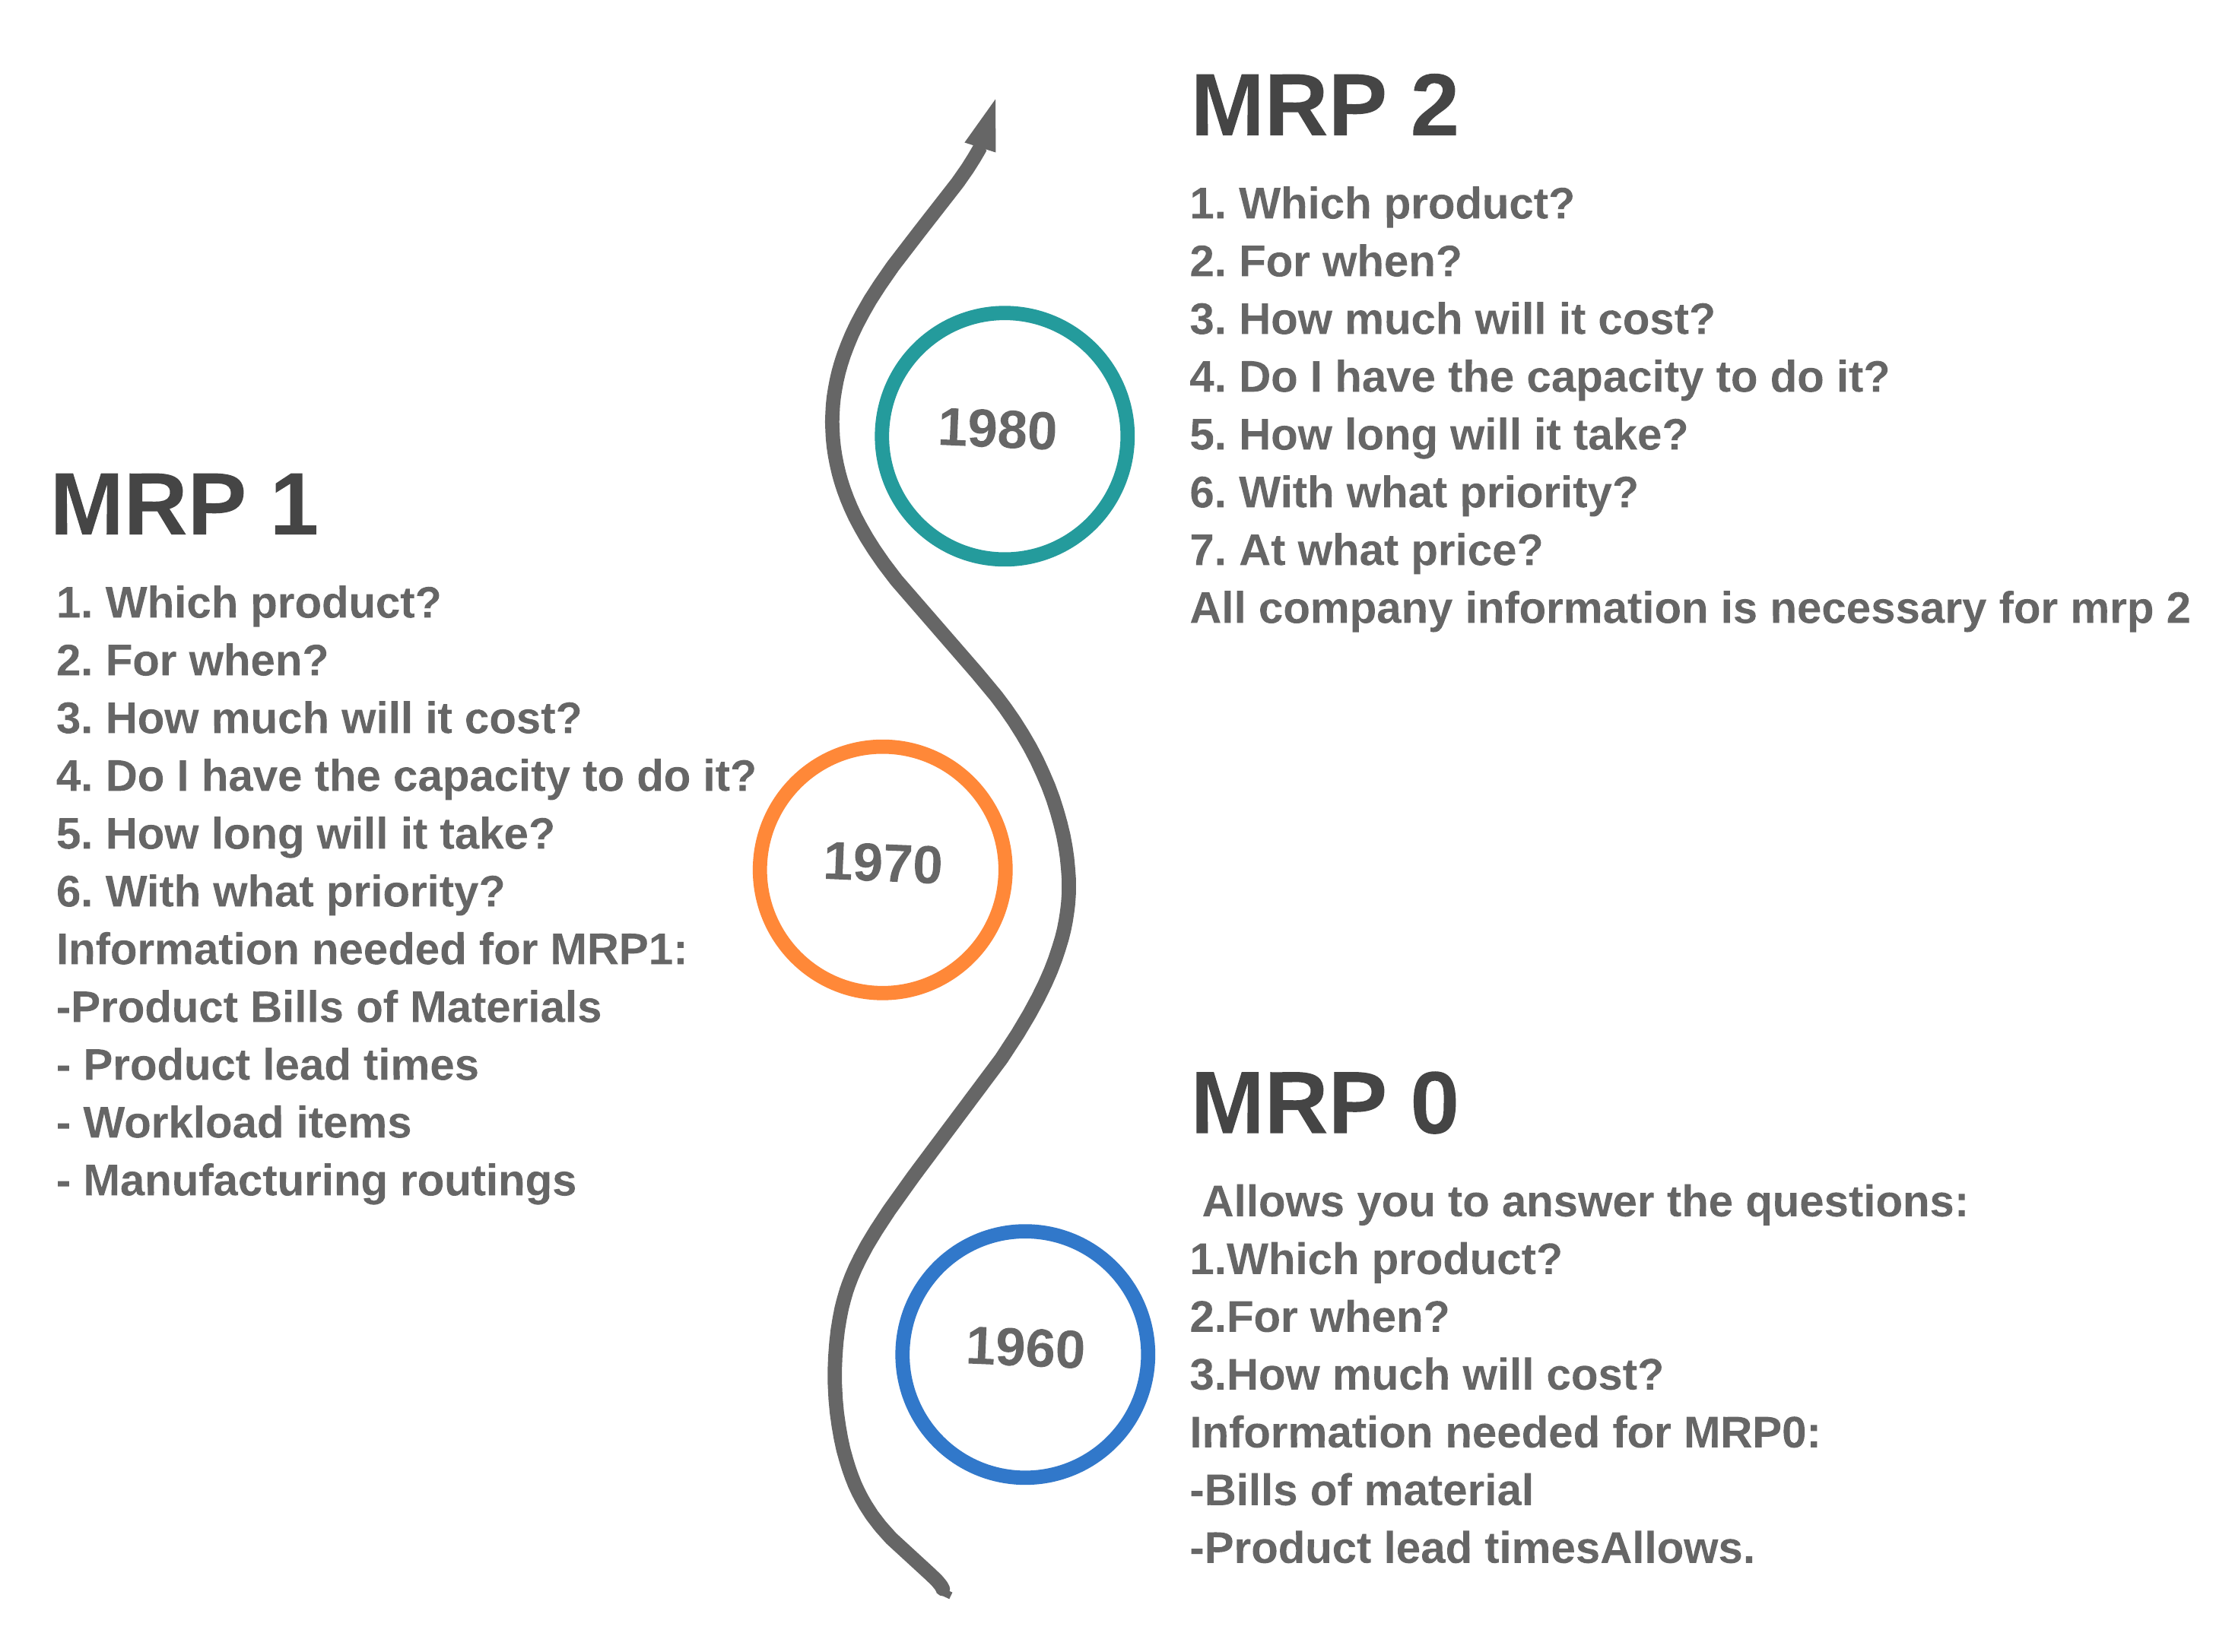 MRP 2
1. Which product?
2. For when?
3. How much will it cost?
4. Do I have the capacity to do it?
5. How long will it take?
6. With what priority?
7. At what price?
All company information is necessary for mrp 2
1980
MRP 1
1. Which product?
2. For when?
3. How much will it cost?
4. Do I have the capacity to do it?
5. How long will it take?
6. With what priority?
Information needed for MRP1:
-Product Bills of Materials
- Product lead times
- Workload items
- Manufacturing routings
1970
MRP 0
Allows you to answer the questions:
1.Which product?
2.For when?
3.How much will cost?
Information needed for MRP0:
-Bills of material
-Product lead timesAllows.
1960